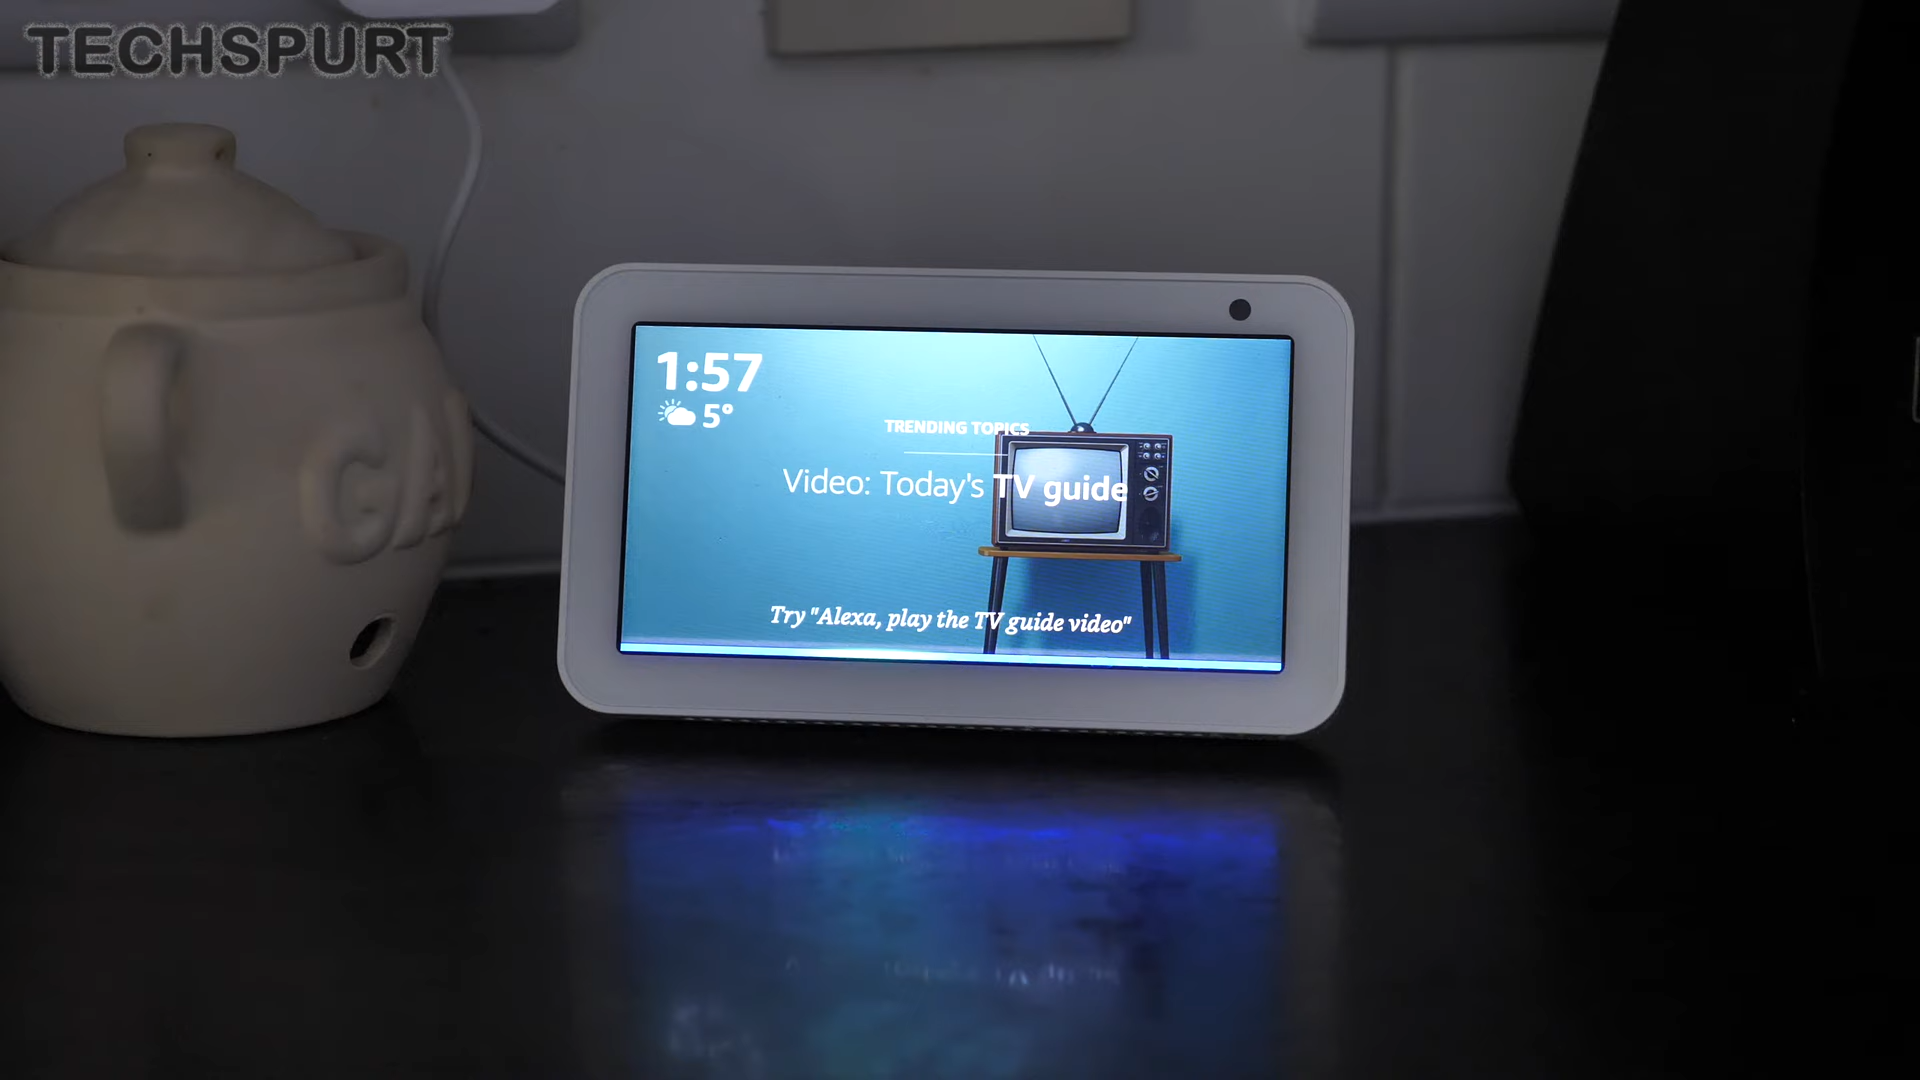 TECHSPURT
1:57
5°
TRENDING TOPICS
Video: Today's TV guide
Try "Alexa, play the TV guide video"